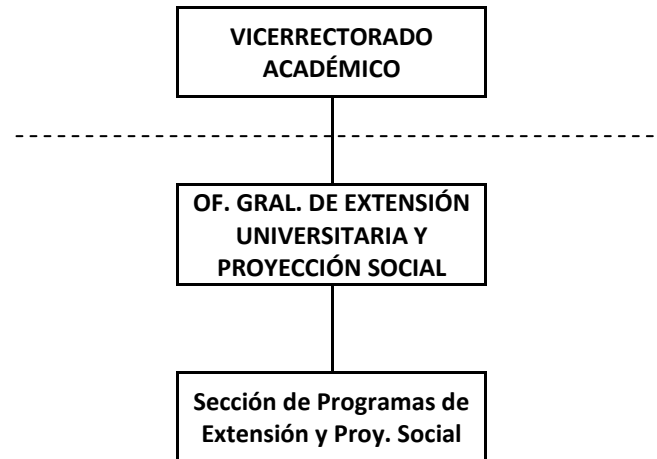 VICERRECTORADO
ACADÉMICO
OF. GRAL. DE EXTENSIÓN
UNIVERSITARIA Y
PROYECCIÓN SOCIAL
Sección de Programas de
Extensión y Proy. Social